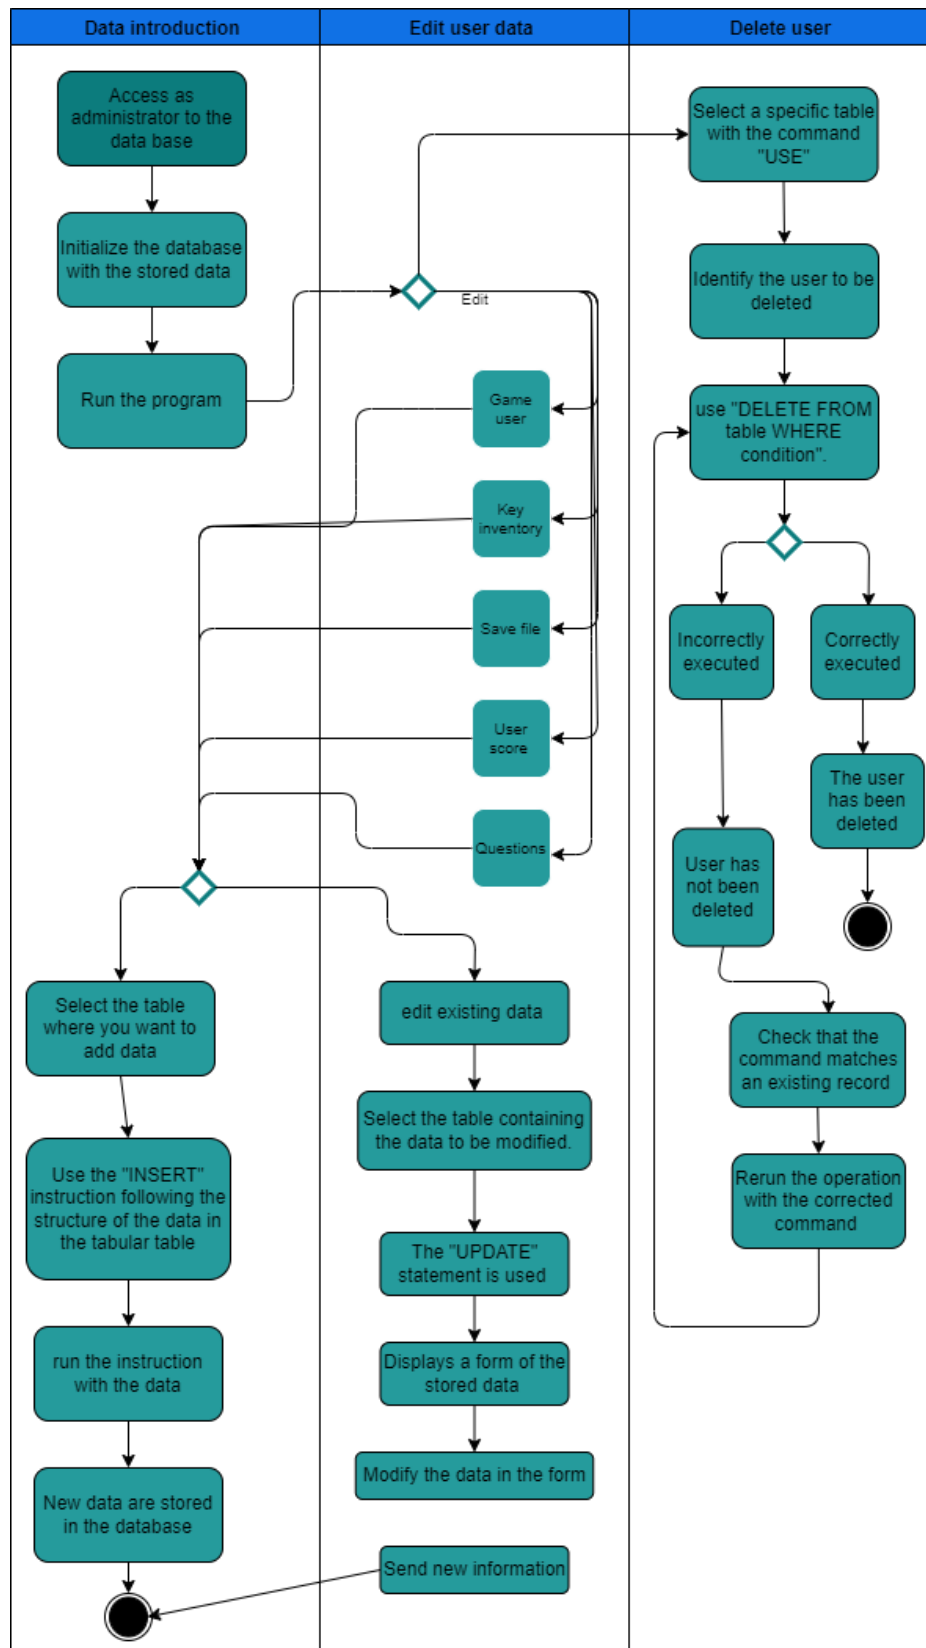 Data introduction
Edit user data
Delete user
Access as
administrator to the
data base
Initialize the database
with the stored data
Run the program
Edit
Game
user
Key
inventory
Save file
User
score
Questions
Select the table
where you want to
add data
Use the "INSERT"
instruction following the
structure of the data in
the tabular table
run the instruction
with the data
New data are stored
in the database
edit existing data
Select the table containing
the data to be modified.
The "UPDATE"
statement is used
Displays a form of the
stored data
Modify the data in the form
Send new information
Select a specific table
with the command
"USE"
Identify the user to be
deleted
use "DELETE FROM
table WHERE
condition".
Incorrectly
executed
Correctly
executed
The user
has been
deleted
User has
not been
deleted
Check that the
command matches
an existing record
Rerun the operation
with the corrected
command